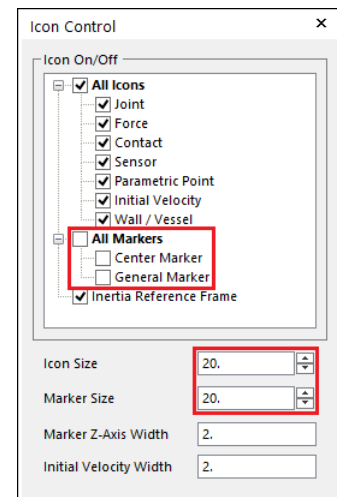 Icon Control
Icon On/Off
All Icons
Joint
Force
Contact
Sensor
Parametric Point
Initial Velocity
Wall / Vessel
All Markers
Center Marker
General Marker
Inertia Reference Frame
Icon Size 20.
Marker Size 20.
Marker Z-Axis Width 2.
Initial Velocity Width 2.